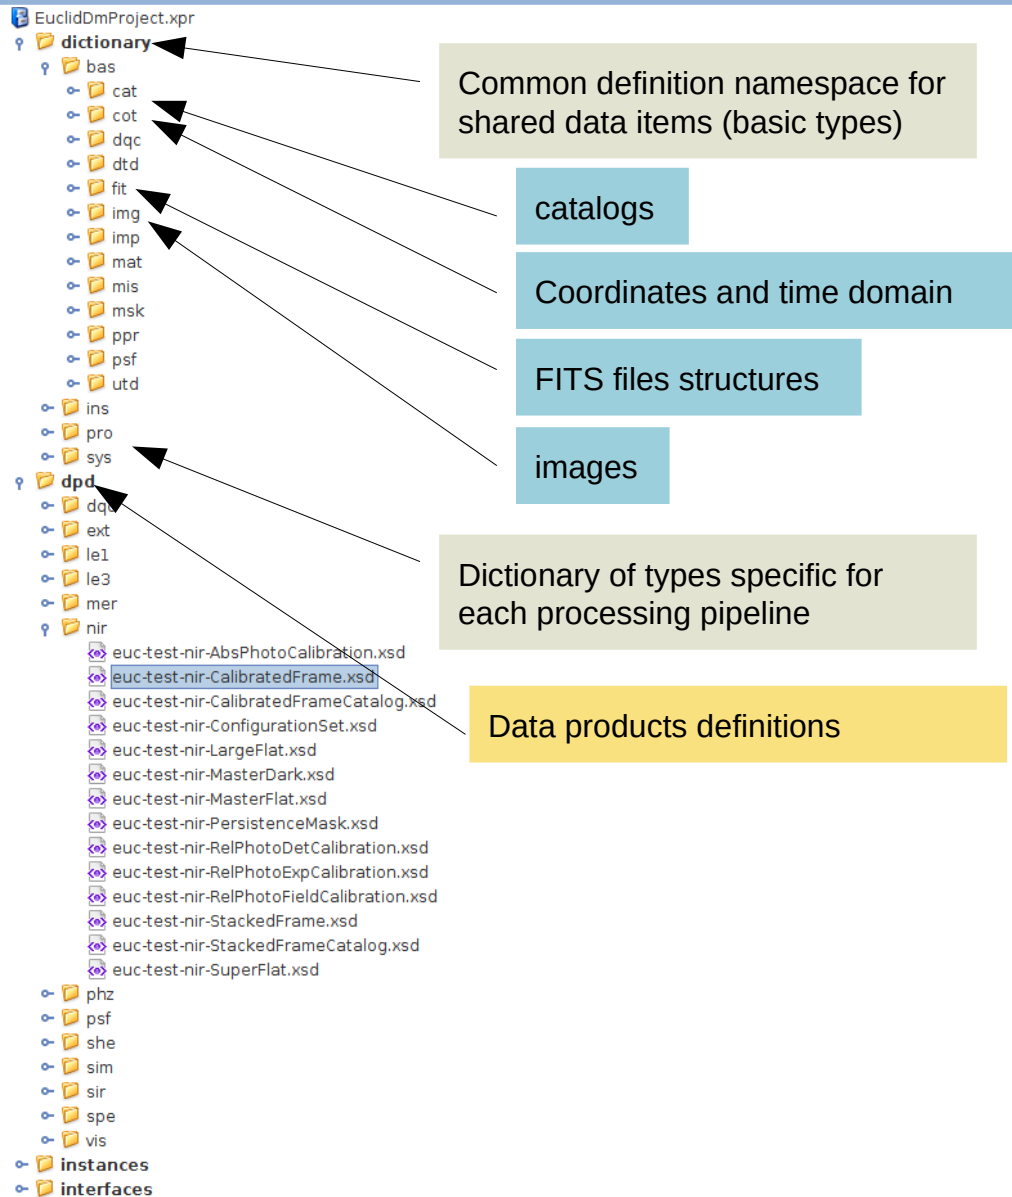 EuclidDmProject.xpr
dictionary
bas
cat
cot
dqc
dtd
fit
img
imp
mat
mis
msk
ppr
psf
utd
ins
pro
sys
dpd
dqc
ext
le1
le3
mer
nir
euc-test-nir-AbsPhotoCalibration.xsd
euc-test-nir-CalibratedFrame.xsd
euc-test-nir-CalibratedFrameCatalog.xsd
euc-test-nir-ConfigurationSet.xsd
euc-test-nir-LargeFlat.xsd
euc-test-nir-MasterDark.xsd
euc-test-nir-MasterFlat.xsd
euc-test-nir-PersistenceMask.xsd
euc-test-nir-RelPhotoDetCalibration.xsd
euc-test-nir-RelPhotoExpCalibration.xsd
euc-test-nir-RelPhotoFieldCalibration.xsd
euc-test-nir-StackedFrame.xsd
euc-test-nir-StackedFrameCatalog.xsd
euc-test-nir-SuperFlat.xsd
phz
psf
she
sim
sir
spe
vis
instances
interfaces
Common definition namespace for
shared data items (basic types)
catalogs
Coordinates and time domain
FITS files structures
images
Dictionary of types specific for
each processing pipeline
Data products definitions